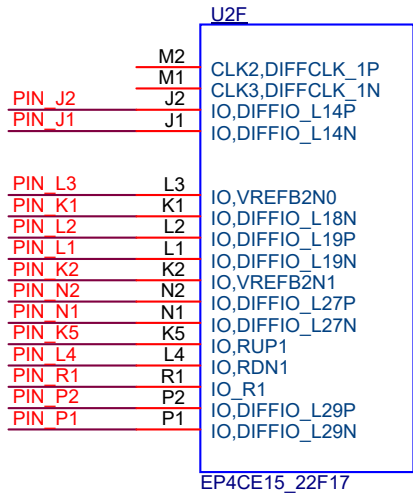 U2F
M2 CLK2,DIFFCLK_1P
M1 CLK3,DIFFCLK_1N
PIN_J2 J2 IO,DIFFIO_L14P
PIN_J1 J1 IO,DIFFIO_L14N
PIN_L3 L3 IO,VREFB2N0
PIN_K1 K1 IO,DIFFIO_L18N
PIN_L2 L2 IO,DIFFIO_L19P
PIN_L1 L1 IO,DIFFIO_L19N
PIN_K2 K2 IO,VREFB2N1
PIN_N2 N2 IO,DIFFIO_L27P
PIN_N1 N1 IO,DIFFIO_L27N
PIN_K5 K5 IO,RUP1
PIN_L4 L4 IO,RDN1
PIN_R1 R1 IO_R1
PIN_P2 P2 IO,DIFFIO_L29P
PIN_P1 P1 IO,DIFFIO_L29N
EP4CE15_22F17